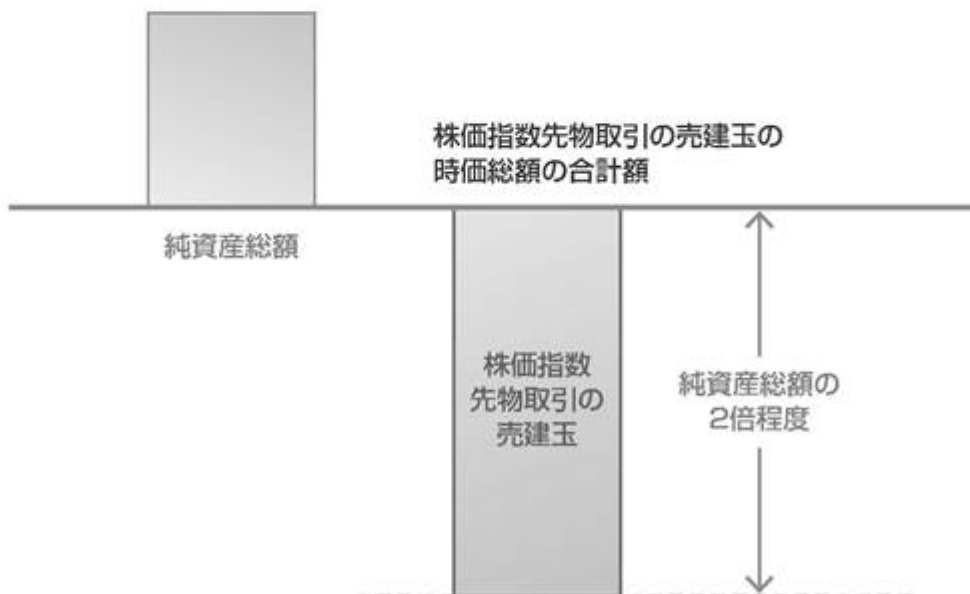 株価指数先物取引の売建玉の
時価総額の合計額
純資産総額
株価指数
先物取引の
売建玉
純資産総額の
2倍程度